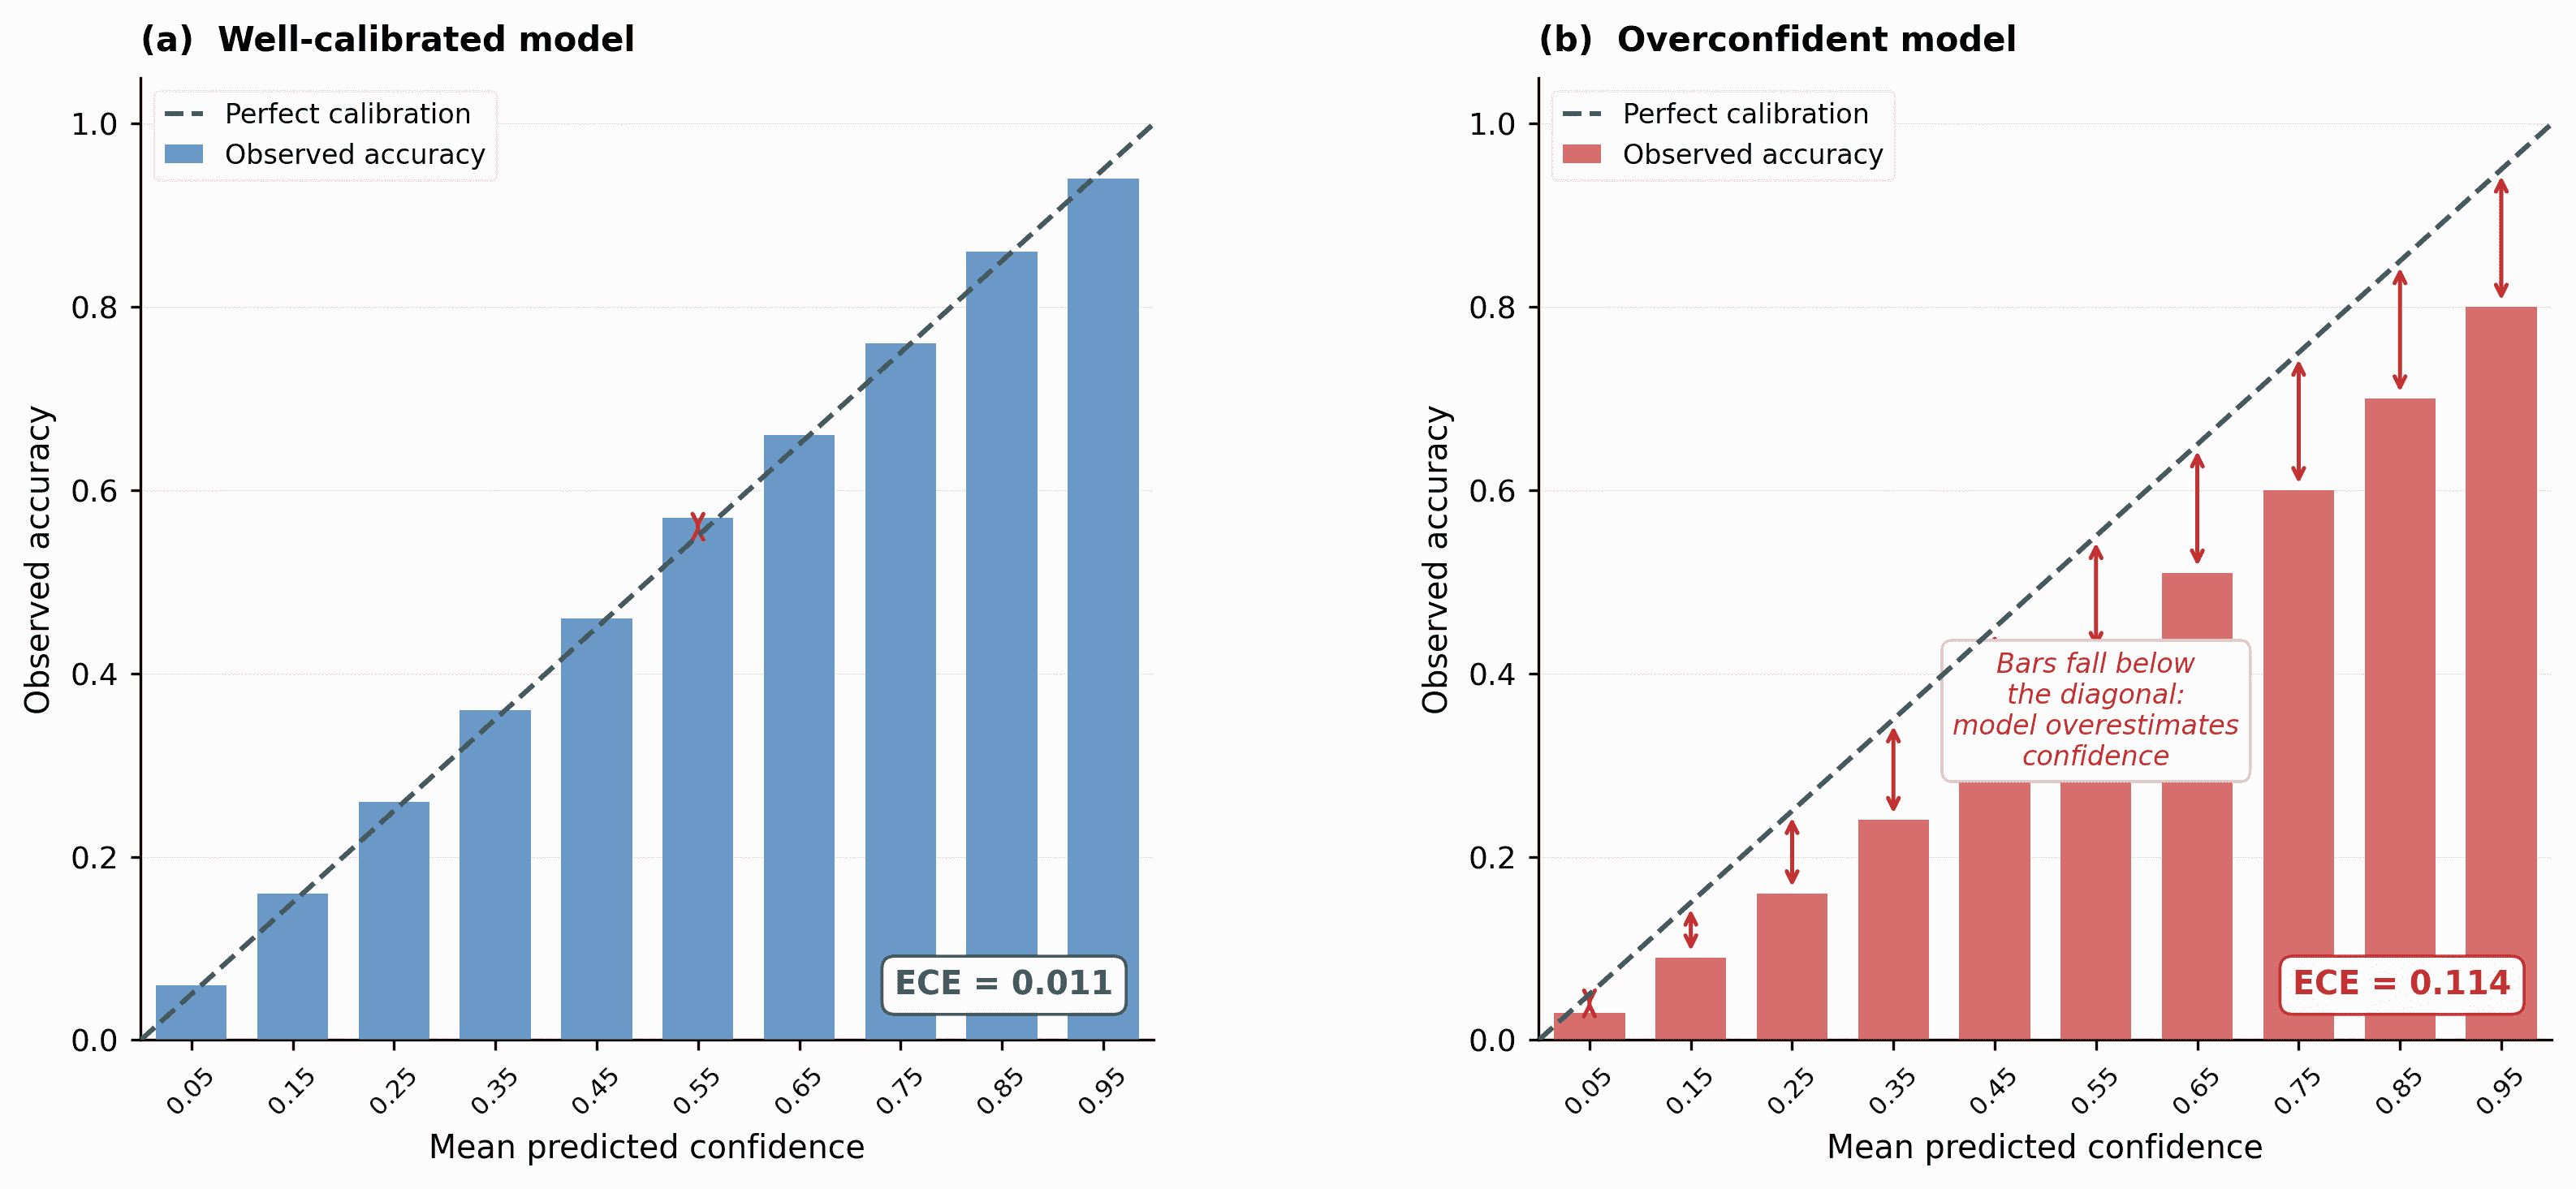 (a) Well-calibrated model
Perfect calibration
Observed accuracy
1.0
0.8
0.6
0.4
0.2
0.0
Observed accuracy
ECE = 0.011
0.05
0.15
0.25
0.35
0.45
0.55
0.65
0.75
0.85
0.95
Mean predicted confidence
(b) Overconfident model
Perfect calibration
Observed accuracy
1.0
0.8
0.6
0.4
0.2
0.0
Observed accuracy
Bars fall below
the diagonal:
model overestimates
confidence
ECE = 0.114
0.05
0.15
0.25
0.35
0.45
0.55
0.65
0.75
0.85
0.95
Mean predicted confidence